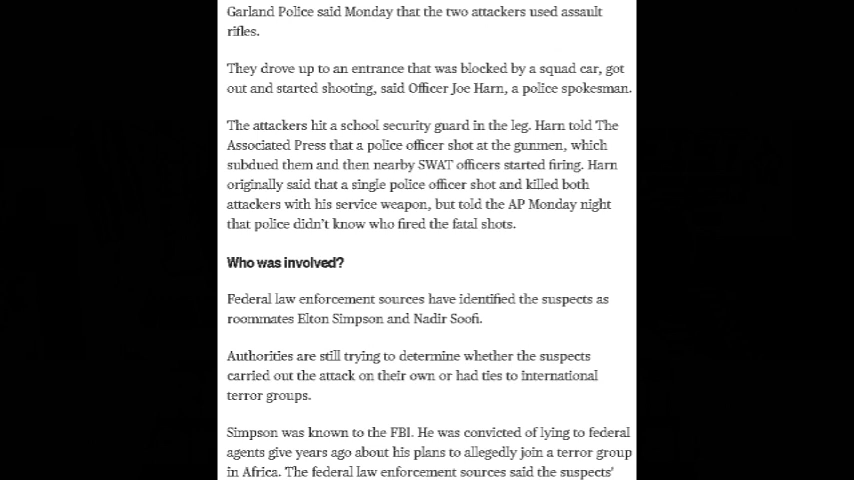 Garland Police said Monday that the two attackers used assault
rifles.
They drove up to an entrance that was blocked by a squad car, got
out and started shooting, said Officer Joe Harn, a police spokesman.
The attackers hit a school security guard in the leg. Harn told The
Associated Press that a police officer shot at the gunmen, which
subdued them and then nearby SWAT officers started firing. Harn
originally said that a single police officer shot and killed both
attackers with his service weapon, but told the AP Monday night
that police didn't know who fired the fatal shots.
Who was involved?
Federal law enforcement sources have identified the suspects as
roommates Elton Simpson and Nadir Soofi.
Authorities are still trying to determine whether the suspects
carried out the attack on their own or had ties to international
terror groups.
Simpson was known to the FBI. He was convicted of lying to federal
agents give years ago about his plans to allegedly join a terror group
in Africa. The federal law enforcement sources said the suspects'